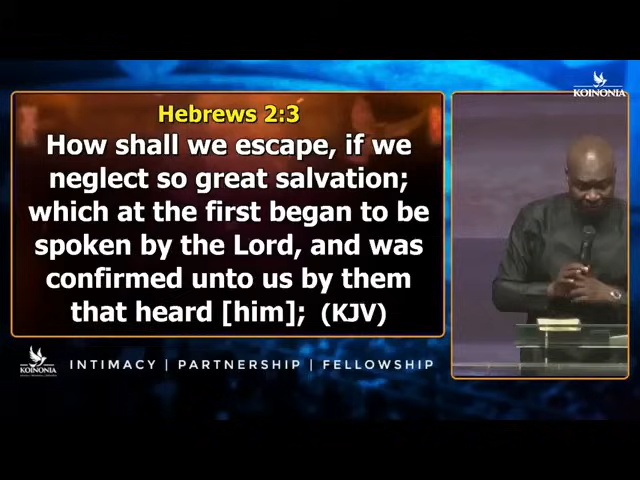 KOINONIA
Hebrews 2:3
How shall we escape, if we
neglect so great salvation;
which at the first began to be
spoken by the Lord, and was
confirmed unto us by them
that heard [him]; (KJV)
KOINONIA
INTIMACY | PARTNERSHIP | FELLOWSHIP